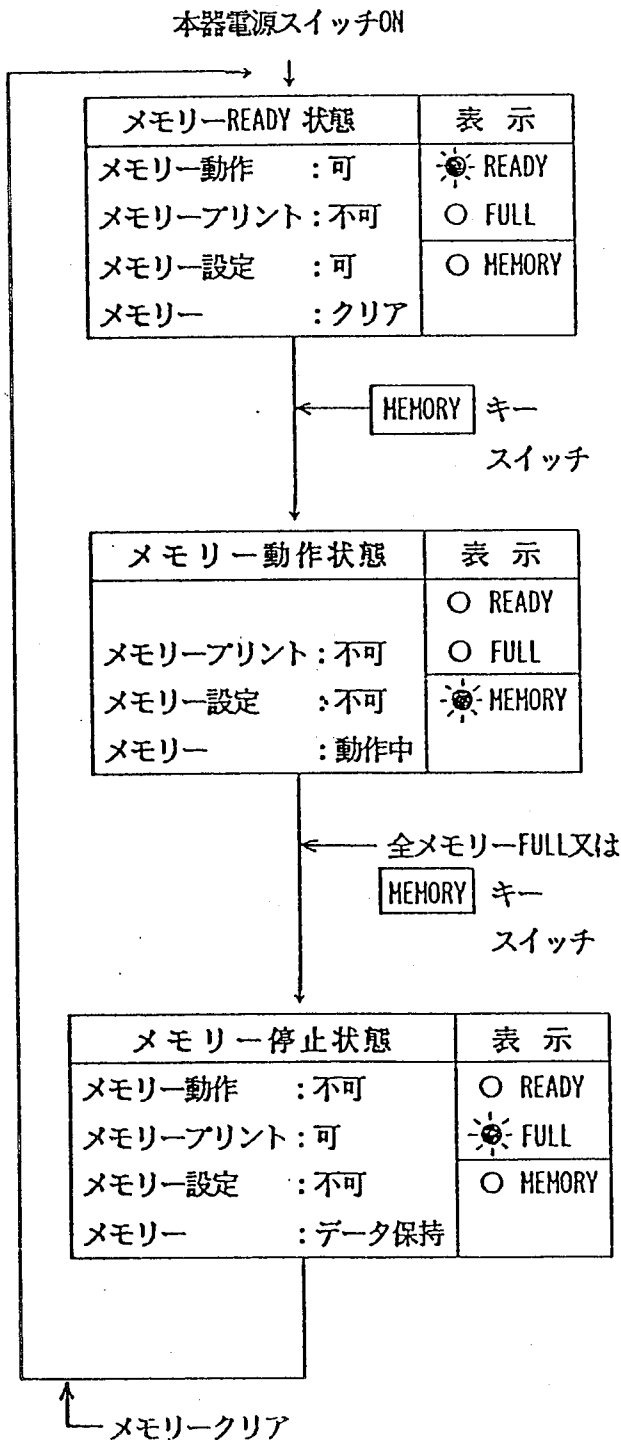 本器電源スイッチON
メモリーREADY 状態 表 示
メモリー動作 : 可 READY
メモリープリント : 不可 FULL
メモリー設定 : 可 MEMORY
メモリー : クリア
MEMORY キー
スイッチ
メモリー動作状態 表 示
READY
メモリープリント : 不可 FULL
メモリー設定 : 不可 MEMORY
メモリー : 動作中
全メモリーFULL又は
MEMORY キー
スイッチ
メモリー停止状態 表 示
メモリー動作 : 不可 READY
メモリープリント : 可 FULL
メモリー設定 : 不可 MEMORY
メモリー : データ保持
メモリークリア